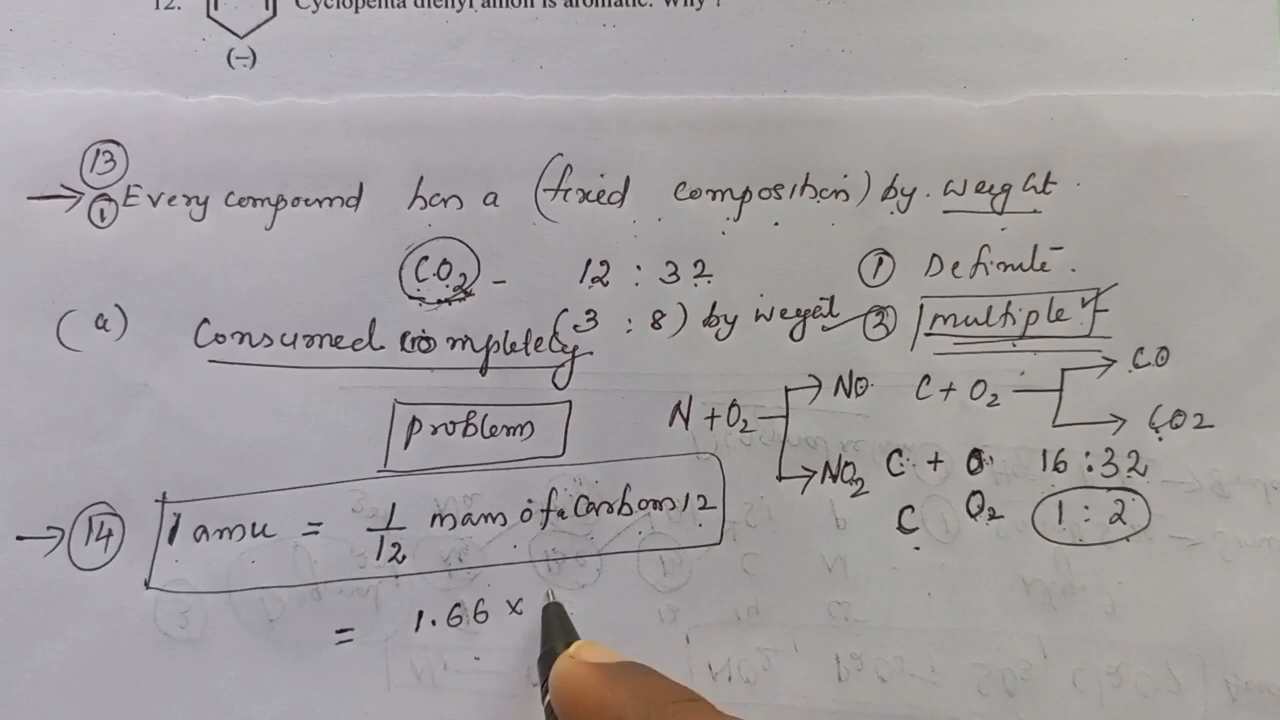 12. Cyclopenta dienyl anion is aromatic. Why ?
(−)
13
→ ① Every compound has a (fixed composition) by weight.
CO2 - 12 : 32 ① Definite.
(a) Consumed completely (3 : 8) by weight ② multiple
N + O2 → NO C + O2 → CO
→ NO2 → CO2
problem
C + O 16 : 32
C O2 1 : 2
→ 14 1 amu = 1/12 mass of a Carbon 12
= 1.66 ×